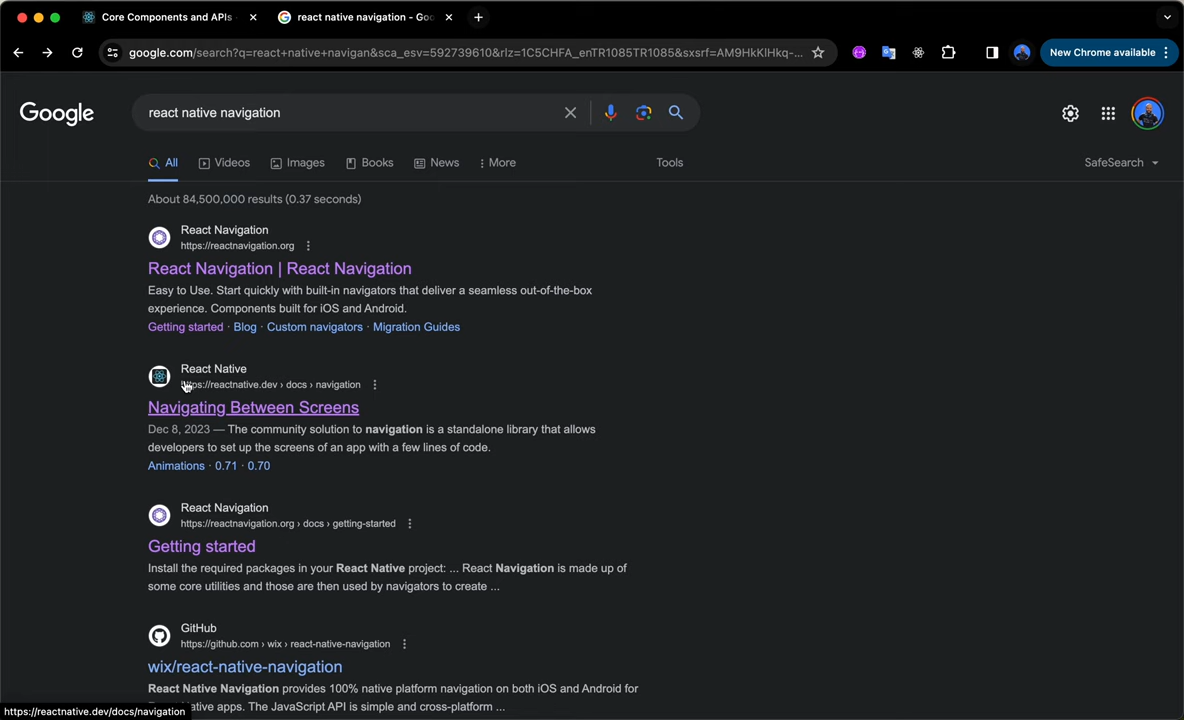 Core Components and APIs
react native navigation - Goo
google.com/search?q=react+native+navigan&sca_esv=592739610&rlz=1C5CHFA_enTR1085TR1085&sxsrf=AM9HkKlHkq-...
New Chrome available
Google
react native navigation
All
Videos
Images
Books
News
More
Tools
SafeSearch
About 84,500,000 results (0.37 seconds)
React Navigation
https://reactnavigation.org
React Navigation | React Navigation
Easy to Use. Start quickly with built-in navigators that deliver a seamless out-of-the-box
experience. Components built for iOS and Android.
Getting started · Blog · Custom navigators · Migration Guides
React Native
https://reactnative.dev › docs › navigation
Navigating Between Screens
Dec 8, 2023 — The community solution to navigation is a standalone library that allows
developers to set up the screens of an app with a few lines of code.
Animations · 0.71 · 0.70
React Navigation
https://reactnavigation.org › docs › getting-started
Getting started
Install the required packages in your React Native project: ... React Navigation is made up of
some core utilities and those are then used by navigators to create ...
GitHub
https://github.com › wix › react-native-navigation
wix/react-native-navigation
React Native Navigation provides 100% native platform navigation on both iOS and Android for
tive apps. The JavaScript API is simple and cross-platform ...
https://reactnative.dev/docs/navigation